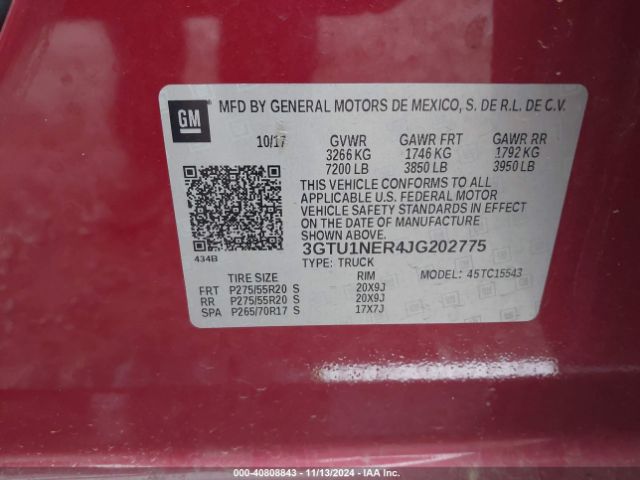 GM MFD BY GENERAL MOTORS DE MEXICO, S. DE R.L. DE C.V.
10/17 GVWR GAWR FRT GAWR RR
3266 KG 1746 KG 1792 KG
7200 LB 3850 LB 3950 LB
THIS VEHICLE CONFORMS TO ALL
APPLICABLE U.S. FEDERAL MOTOR
VEHICLE SAFETY STANDARDS IN EFFECT
ON THE DATE OF MANUFACTURE
SHOWN ABOVE.
3GTU1NER4JG202775
434B
TYPE: TRUCK
TIRE SIZE RIM MODEL: 4STC15543
FRT P275/55R20 S 20X9J
RR P275/55R20 S 20X9J
SPA P265/70R17 S 17X7J
000-40808843 - 11/13/2024 - IAA Inc.